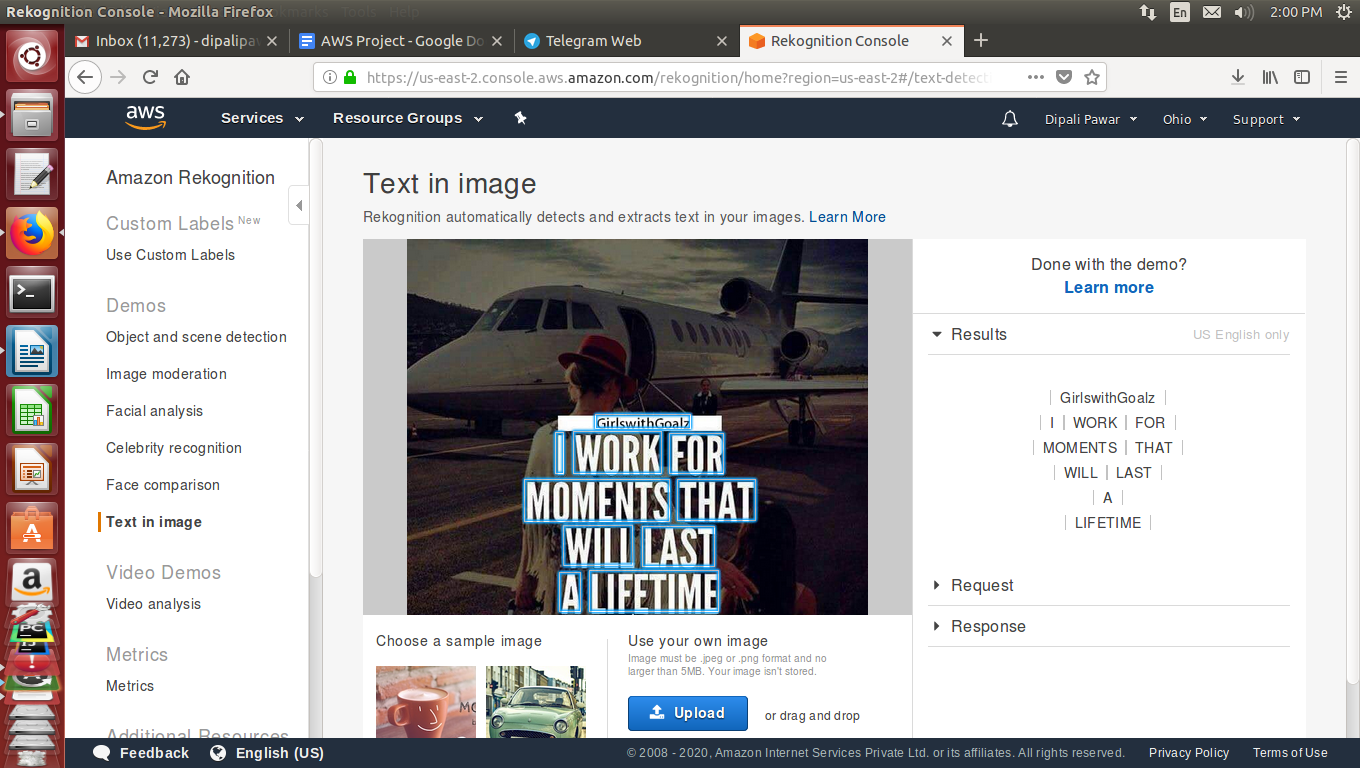 Rekognition Console - Mozilla Firefox
En
2:00 PM
Inbox (11,273) - dipalipaw
AWS Project - Google Do
Telegram Web
Rekognition Console
https://us-east-2.console.aws.amazon.com/rekognition/home?region=us-east-2#/text-detect
aws
Services
Resource Groups
Dipali Pawar
Ohio
Support
Amazon Rekognition
Custom Labels New
Use Custom Labels
Demos
Object and scene detection
Image moderation
Facial analysis
Celebrity recognition
Face comparison
Text in image
Video Demos
Video analysis
Metrics
Metrics
Additional Resources
Text in image
Rekognition automatically detects and extracts text in your images. Learn More
GirlswithGoalz
I WORK FOR
MOMENTS THAT
WILL LAST
A LIFETIME
Done with the demo?
Learn more
Results
US English only
| GirlswithGoalz |
| I | WORK | FOR |
| MOMENTS | THAT |
| WILL | LAST |
| A |
| LIFETIME |
Request
Response
Choose a sample image
Use your own image
Image must be .jpeg or .png format and no
larger than 5MB. Your image isn't stored.
Upload
or drag and drop
Feedback
English (US)
© 2008 - 2020, Amazon Internet Services Private Ltd. or its affiliates. All rights reserved.
Privacy Policy
Terms of Use